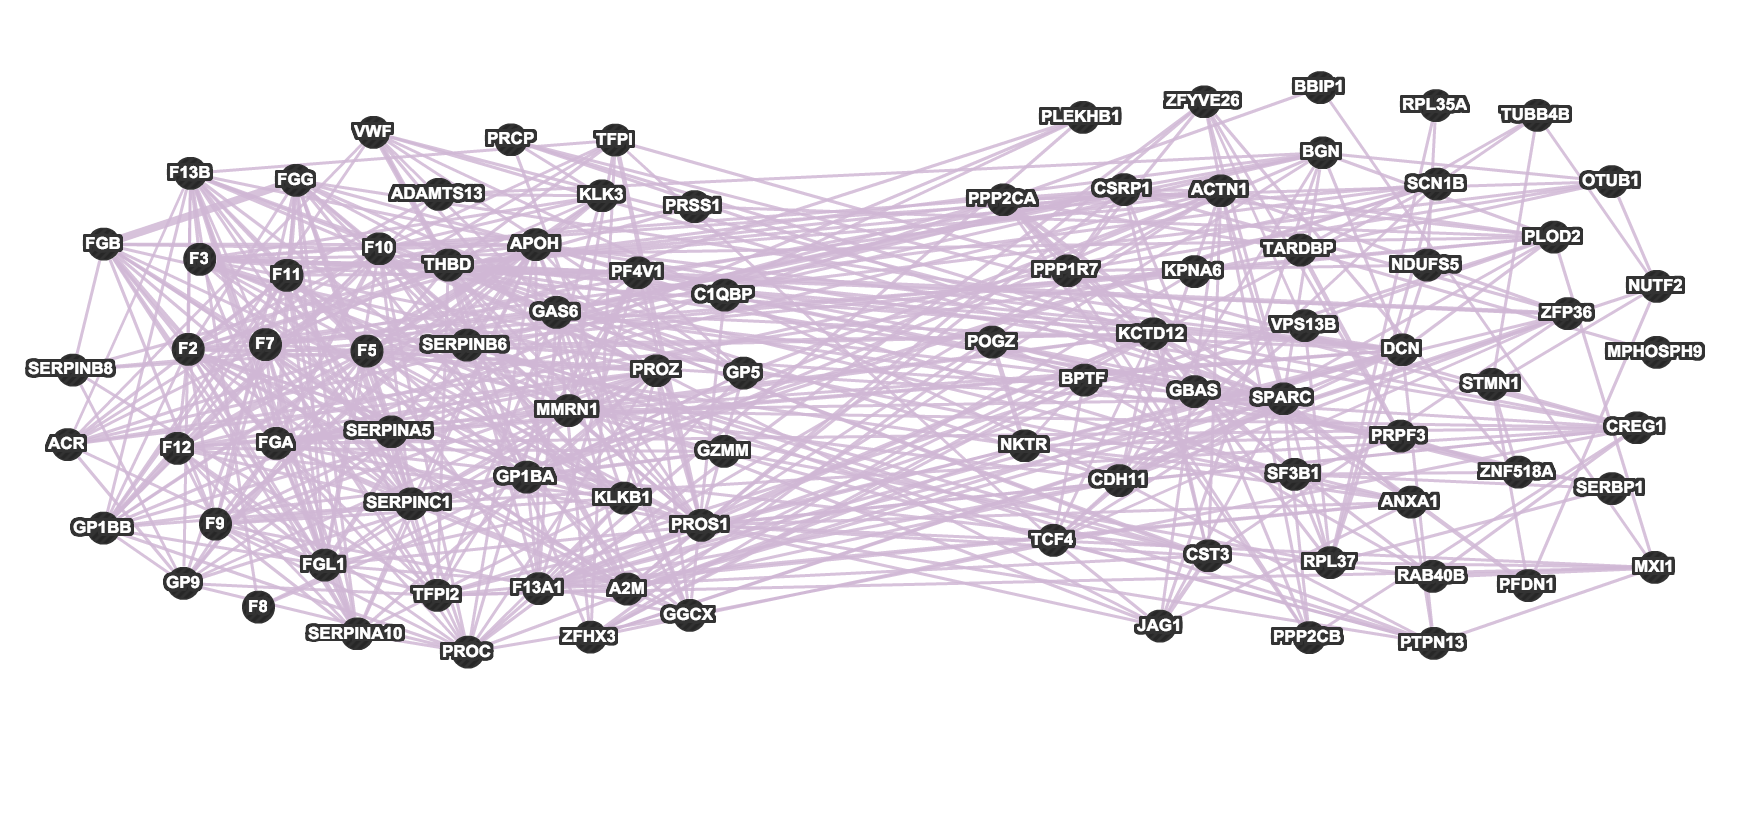 BBIP1
ZFYVE26
RPL35A
PLEKHB1
TUBB4B
VWF
PRCP
TFPI
BGN
F13B
FGG
ADAMTS13
KLK3
PRSS1
PPP2CA
CSRP1
ACTN1
SCN1B
OTUB1
FGB
F3
F10
APOH
TARDBP
PLOD2
F11
THBD
PF4V1
C1QBP
PPP1R7
KPNA6
NDUFS5
NUTF2
GAS6
ZFP36
F2
F7
F5
SERPINB6
POGZ
KCTD12
VPS13B
DCN
MPHOSPH9
SERPINB8
PROZ
GP5
BPTF
GBAS
SPARC
STMN1
MMRN1
ACR
F12
FGA
SERPINA5
GZMM
NKTR
PRPF3
CREG1
GP1BA
CDH11
SF3B1
ZNF518A
SERBP1
SERPINC1
KLKB1
ANXA1
GP1BB
F9
PROS1
TCF4
CST3
FGL1
RPL37
RAB40B
PFDN1
MXI1
GP9
F8
TFPI2
F13A1
A2M
GGCX
SERPINA10
PROC
ZFHX3
JAG1
PPP2CB
PTPN13